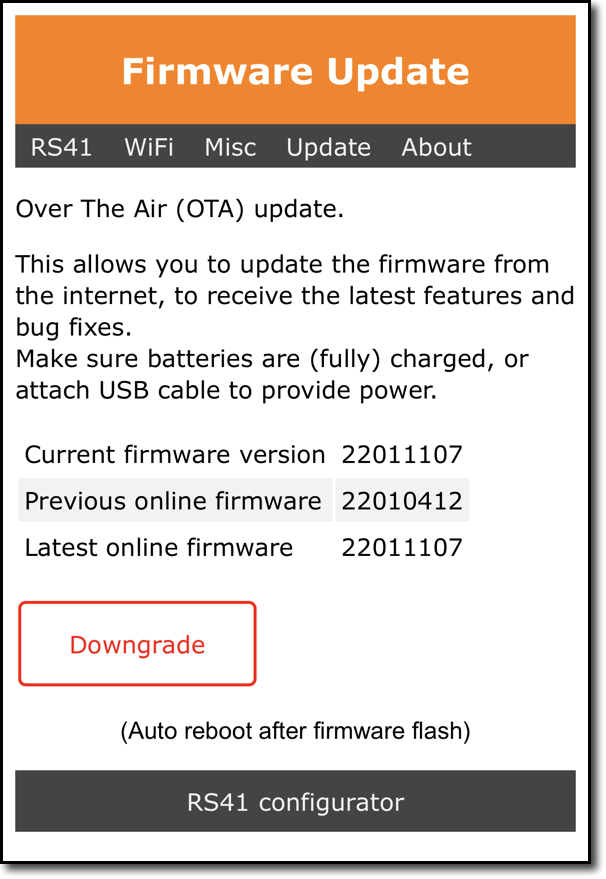 Firmware Update
RS41 WiFi Misc Update About
Over The Air (OTA) update.
This allows you to update the firmware from
the internet, to receive the latest features and
bug fixes.
Make sure batteries are (fully) charged, or
attach USB cable to provide power.
Current firmware version 22011107
Previous online firmware 22010412
Latest online firmware 22011107
Downgrade
(Auto reboot after firmware flash)
RS41 configurator